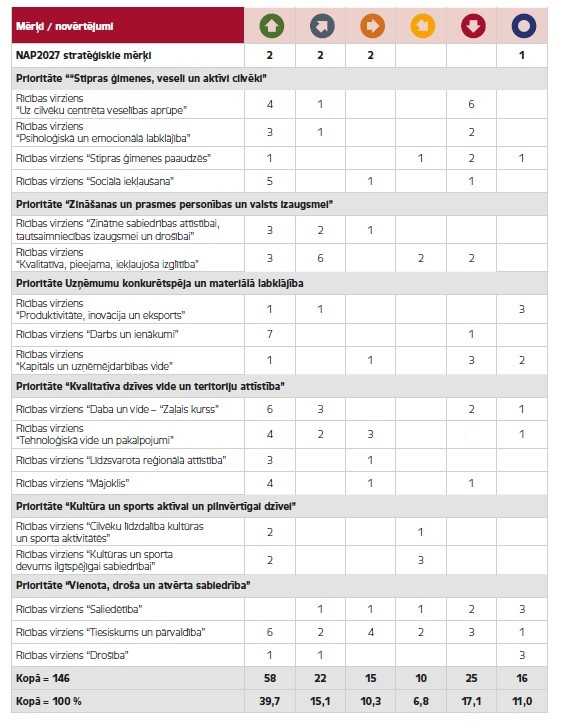 Mērķi / novērtējumi
NAP2027 stratēģiskie mērķi 2 2 2 1
Prioritāte "“Stipras ģimenes, veseli un aktīvi cilvēki”
Rīcības virziens
“Uz cilvēku centrēta veselības aprūpe” 4 1 6
Rīcības virziens
“Psiholoģiskā un emocionālā labklājība” 3 1 2
Rīcības virziens “Stipras ģimenes paaudzēs” 1 1 2 1
Rīcības virziens “Sociālā iekļaušana” 5 1 1
Prioritāte “Zināšanas un prasmes personības un valsts izaugsmei”
Rīcības virziens “Zinātne sabiedrības attīstībai,
tautsaimniecības izaugsmei un drošībai” 3 2 1
Rīcības virziens
“Kvalitatīva, pieejama, iekļaujoša izglītība” 3 6 2 2
Prioritāte Uzņēmumu konkurētspēja un materiālā labklājība
Rīcības virziens
“Produktivitāte, inovācija un eksports” 1 1 3
Rīcības virziens “Darbs un ienākumi” 7 1
Rīcības virziens
“Kapitāls un uzņēmējdarbības vide” 1 1 3 2
Prioritāte “Kvalitatīva dzīves vide un teritoriju attīstība”
Rīcības virziens “Daba un vide – “Zaļais kurss” 6 3 2 1
Rīcības virziens
“Tehnoloģiskā vide un pakalpojumi” 4 2 3 1
Rīcības virziens “Līdzsvarota reģionālā attīstība” 3 1
Rīcības virziens “Mājoklis” 4 1 1
Prioritāte “Kultūra un sports aktīvai un pilnvērtīgai dzīvei”
Rīcības virziens “Cilvēku līdzdalība kultūras
un sporta aktivitātēs” 2 1
Rīcības virziens “Kultūras un sporta
devums ilgtspējīgai sabiedrībai” 2 3
Prioritāte “Vienota, droša un atvērta sabiedrība”
Rīcības virziens “Saliedētība” 1 1 1 2 3
Rīcības virziens “Tiesiskums un pārvaldība” 6 2 4 2 3 1
Rīcības virziens “Drošība” 1 1 3
Kopā = 146 58 22 15 10 25 16
Kopā = 100 % 39,7 15,1 10,3 6,8 17,1 11,0